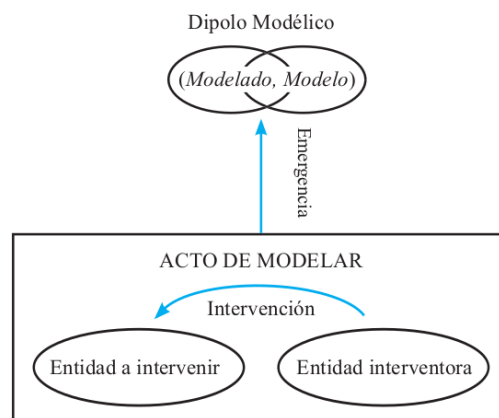 Dipolo Modélico
(Modelado, Modelo)
Emergencia
ACTO DE MODELAR
Intervención
Entidad a intervenir
Entidad interventora